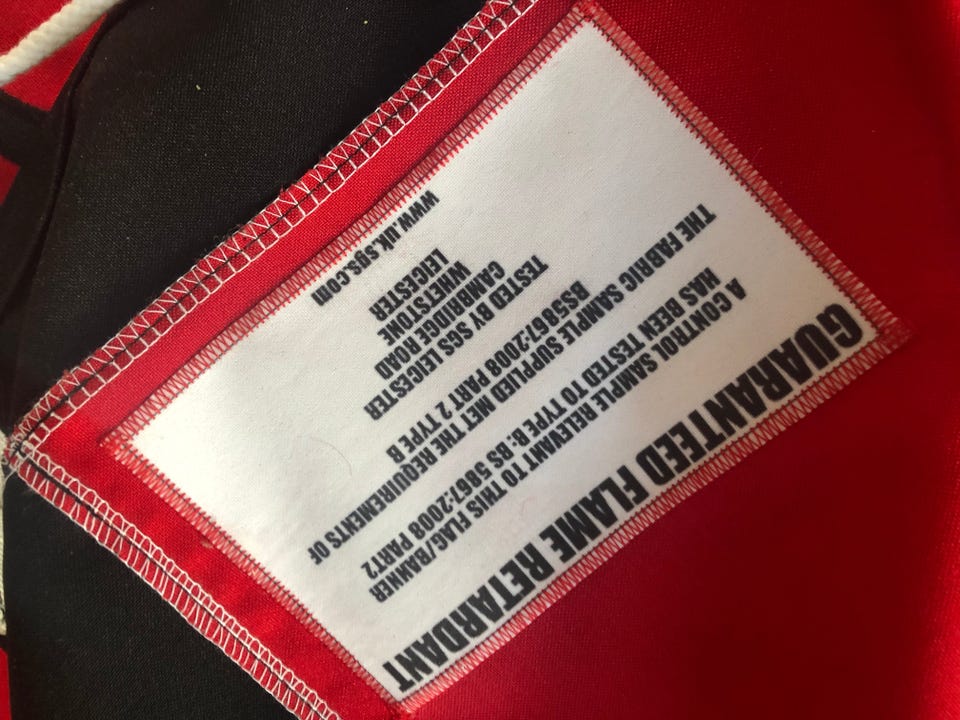 GUARANTEED FLAME RETARDANT
A CONTROL SAMPLE RELEVANT TO THIS FLAG/BANNER
HAS BEEN TESTED TO TYPE B: BS 5867:2008 PART2
THE FABRIC SAMPLE SUPPLIED MET THE REQUIREMENTS OF
BS5867:2008 PART 2 TYPE B
TESTED BY SGS LEICESTER
CAMBRIDGE ROAD
WHETSTONE
LEIGESTER
www.uk.sgs.com